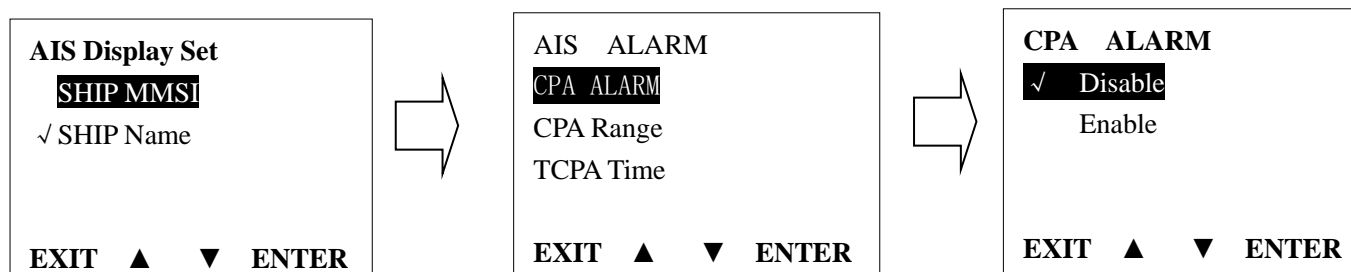 AIS Display Set
SHIP MMSI
√ SHIP Name
EXIT ▲ ▼ ENTER
AIS ALARM
CPA ALARM
CPA Range
TCPA Time
EXIT ▲ ▼ ENTER
CPA ALARM
√ Disable
Enable
EXIT ▲ ▼ ENTER